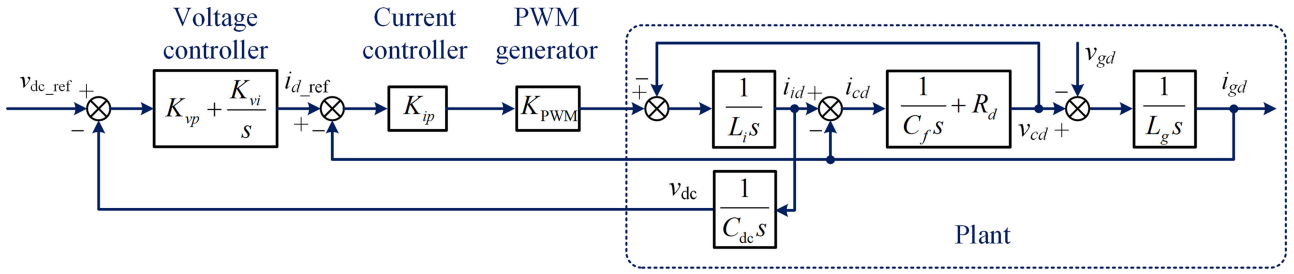 Voltage
controller
Current
controller
PWM
generator
v_dc_ref
+
−
K_vp + K_vi/s
i_d_ref
+
−
K_ip
K_PWM
−
+
1/(L_i s)
i_id
+
−
i_cd
1/(C_f s) + R_d
v_cd
+
−
v_gd
1/(L_g s)
i_gd
v_dc
1/(C_dc s)
Plant